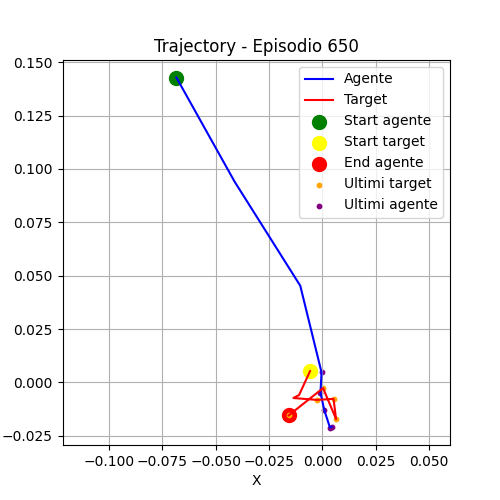 Trajectory - Episodio 650
0.150
0.125
0.100
0.075
0.050
0.025
0.000
−0.025
Agente
Target
Start agente
Start target
End agente
Ultimi target
Ultimi agente
−0.100 −0.075 −0.050 −0.025 0.000 0.025 0.050
X